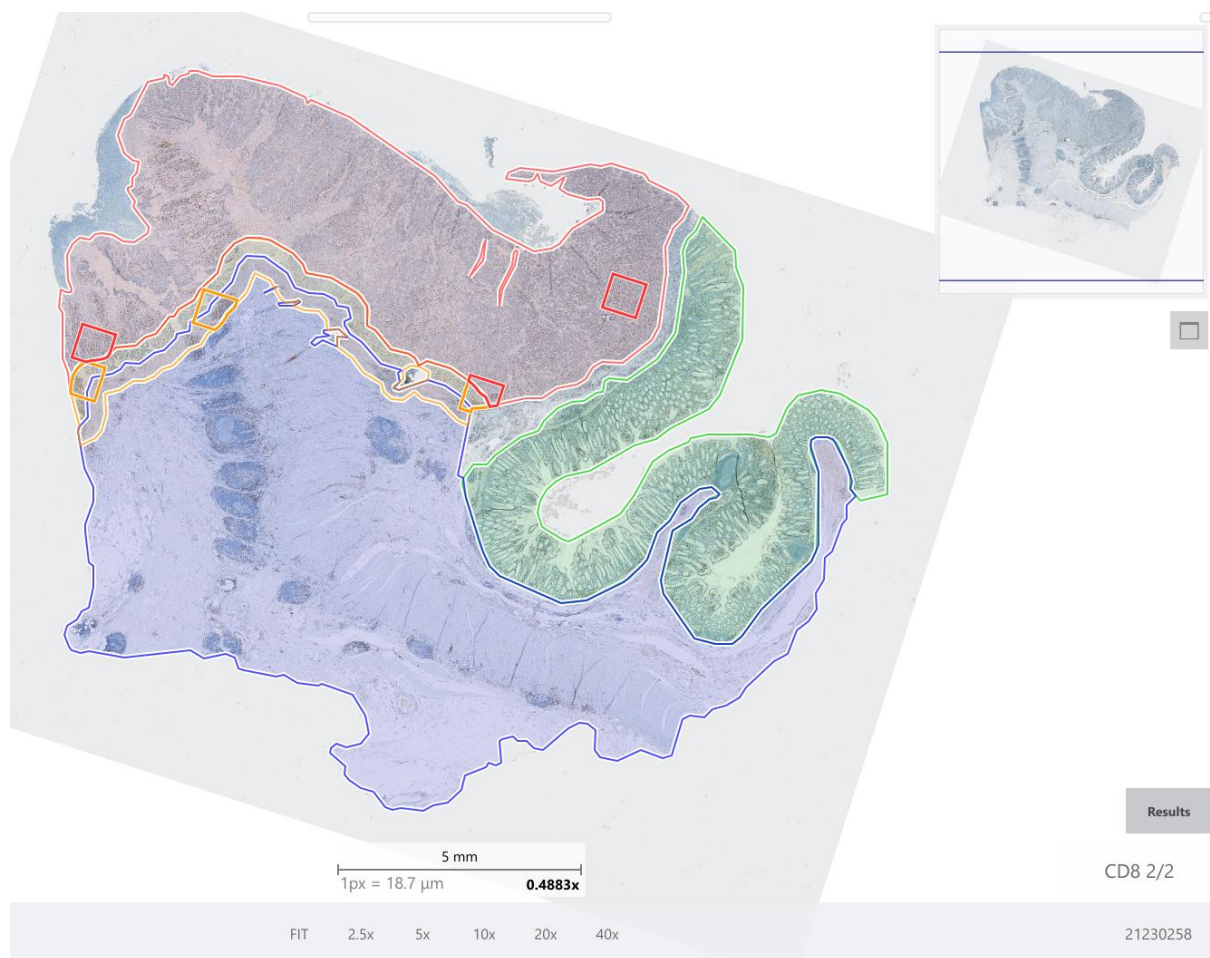 Results
5 mm
1px = 18.7 µm 0.4883x
CD8 2/2
FIT 2.5x 5x 10x 20x 40x 21230258